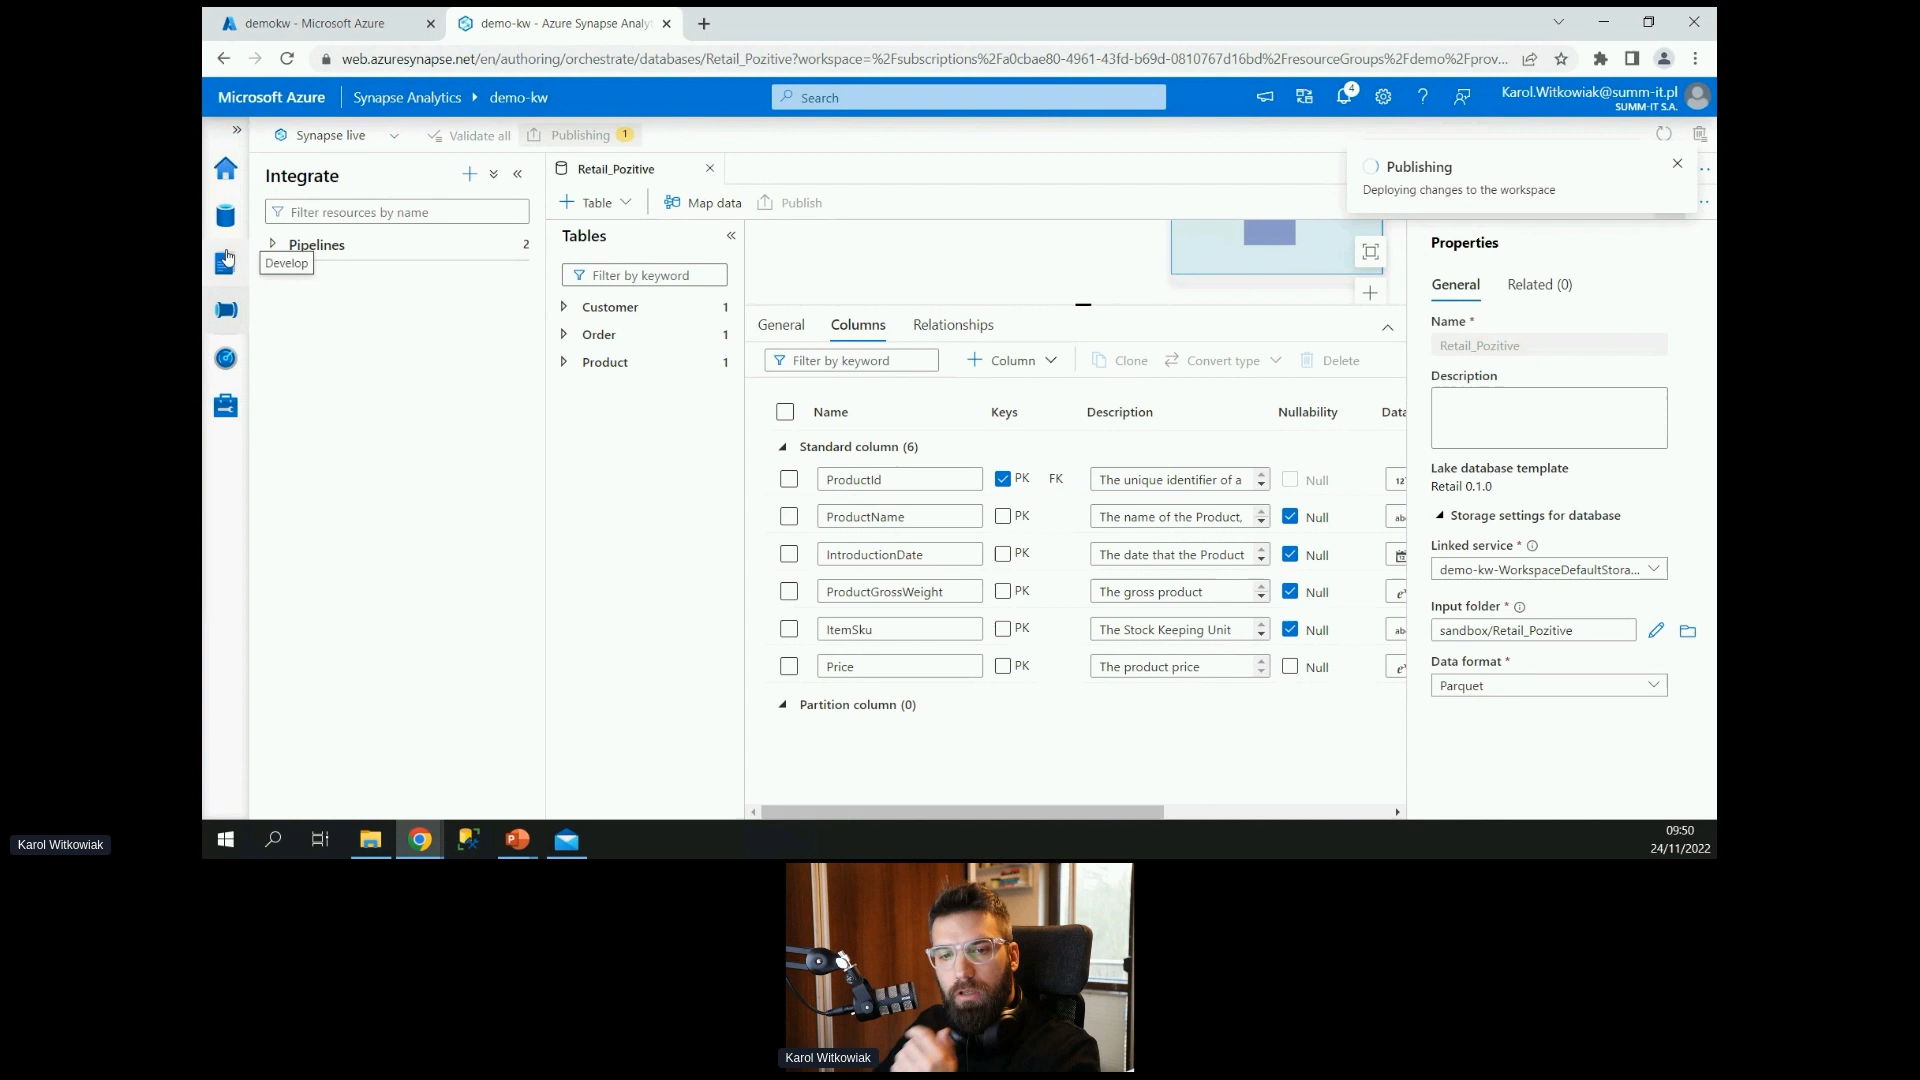 demokw - Microsoft Azure
demo-kw - Azure Synapse Analyt
web.azuresynapse.net/en/authoring/orchestrate/databases/Retail_Pozitive?workspace=%2Fsubscriptions%2Fa0cbae80-4961-43fd-b69d-0810767d16bd%2FresourceGroups%2Fdemo%2Fprov...
Microsoft Azure
Synapse Analytics
demo-kw
Search
4
Karol.Witkowiak@summ-it.pl
SUMM-IT S.A.
Synapse live
Validate all
Publishing 1
Integrate
Filter resources by name
Pipelines 2
Develop
Retail_Pozitive
Table
Map data
Publish
Publishing
Deploying changes to the workspace
Tables
Filter by keyword
Customer 1
Order 1
Product 1
General
Columns
Relationships
Filter by keyword
Column
Clone
Convert type
Delete
Name Keys Description Nullability Data
Standard column (6)
ProductId PK FK The unique identifier of a Null 12
ProductName PK The name of the Product, Null ab
IntroductionDate PK The date that the Product Null
ProductGrossWeight PK The gross product Null
ItemSku PK The Stock Keeping Unit Null ab
Price PK The product price Null
Partition column (0)
Properties
General
Related (0)
Name *
Retail_Pozitive
Description
Lake database template
Retail 0.1.0
Storage settings for database
Linked service *
demo-kw-WorkspaceDefaultStora...
Input folder *
sandbox/Retail_Pozitive
Data format *
Parquet
09:50
24/11/2022
Karol Witkowiak
Karol Witkowiak